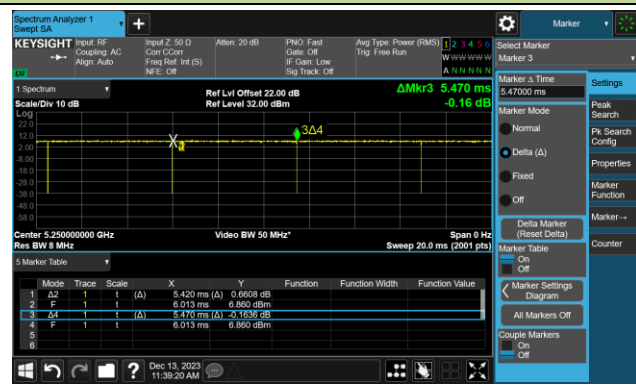 Spectrum Analyzer 1
Swept SA
Marker
KEYSIGHT
Input: RF
Coupling: AC
Align: Auto
Input Z: 50 Ω
Corr CCorr
Freq Ref: Int (S)
NFE: Off
Atten: 20 dB
PNO: Fast
Gate: Off
IF Gain: Low
Sig Track: Off
Avg Type: Power (RMS)
Trig: Free Run
1 2 3 4 5 6
W W W W W W
A N N N N N
Select Marker
Marker 3
LXI
1 Spectrum
Scale/Div 10 dB
Ref Lvl Offset 22.00 dB
Ref Level 32.00 dBm
ΔMkr3 5.470 ms
-0.16 dB
Log
22.0
12.0
2.00
-8.00
-18.0
-28.0
-38.0
-48.0
-58.0
3Δ4
Center 5.250000000 GHz
Res BW 8 MHz
Video BW 50 MHz*
Span 0 Hz
Sweep 20.0 ms (2001 pts)
5 Marker Table
Mode Trace Scale X Y Function Function Width Function Value
1 Δ2 1 t (Δ) 5.420 ms (Δ) 0.6608 dB
2 F 1 t 6.013 ms 6.860 dBm
3 Δ4 1 t (Δ) 5.470 ms (Δ) -0.1636 dB
4 F 1 t 6.013 ms 6.860 dBm
5
6
Marker Δ Time
5.47000 ms
Marker Mode
Normal
Delta (Δ)
Fixed
Off
Delta Marker
(Reset Delta)
Marker Table
On
Off
Marker Settings
Diagram
All Markers Off
Couple Markers
On
Off
Settings
Peak
Search
Pk Search
Config
Properties
Marker
Function
Marker→
Counter
?
Dec 13, 2023
11:39:20 AM